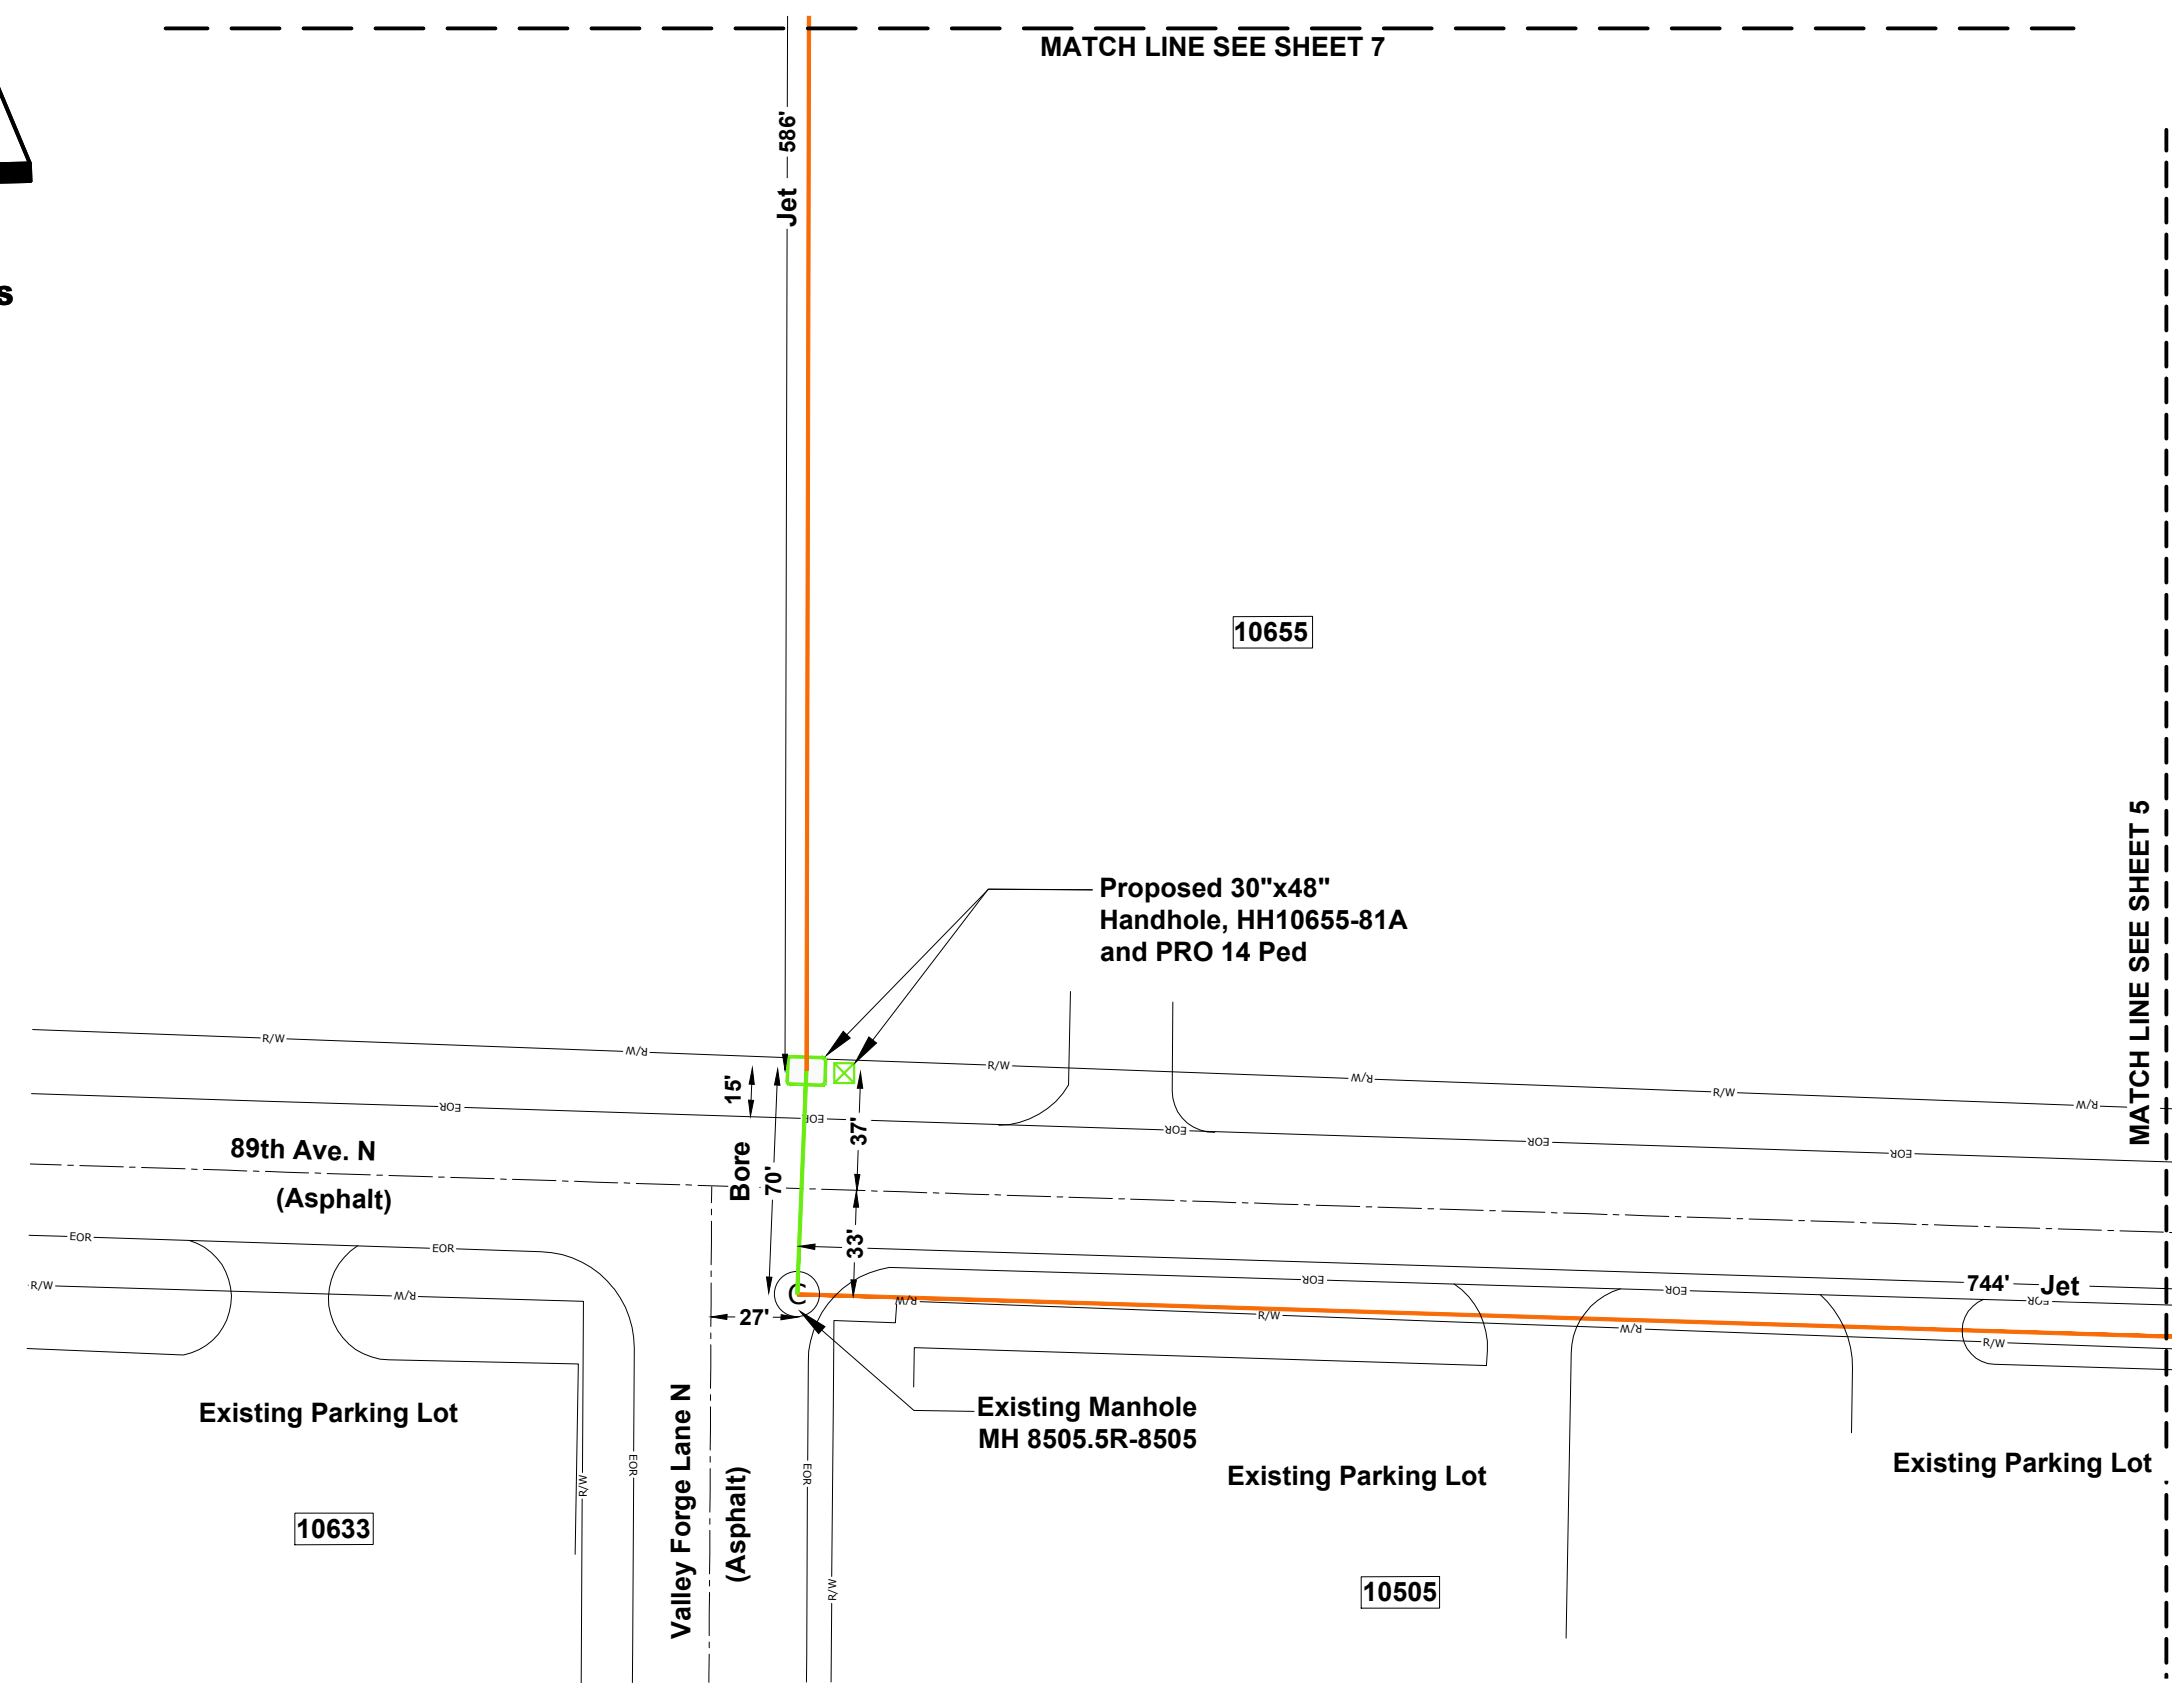 MATCH LINE SEE SHEET 7
Jet 586'
s
10655
MATCH LINE SEE SHEET 5
Proposed 30"x48"
Handhole, HH10655-81A
and PRO 14 Ped
R/W
R/W
R/W
R/W
R/W
R/W
15'
EOR
EOR
EOR
EOR
EOR
37'
Bore
70'
89th Ave. N
(Asphalt)
33'
EOR
EOR
EOR
EOR
EOR
744' Jet
R/W
R/W
C
R/W
R/W
R/W
R/W
27'
Existing Manhole
MH 8505.5R-8505
Existing Parking Lot
Existing Parking Lot
Existing Parking Lot
Valley Forge Lane N
(Asphalt)
EOR
EOR
R/W
R/W
10633
10505